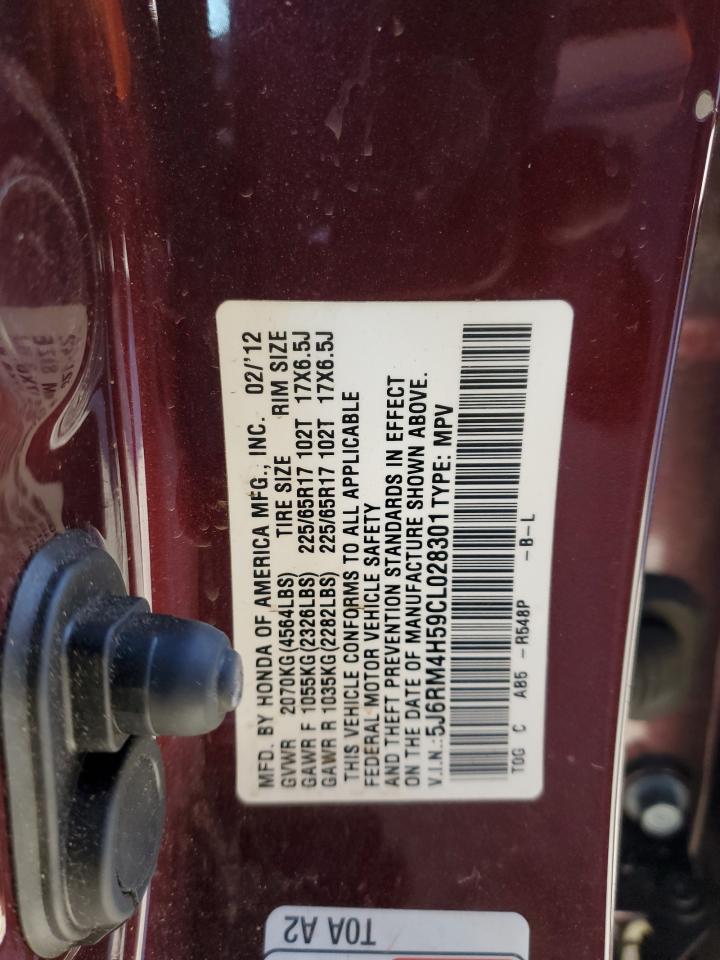 MFD. BY HONDA OF AMERICA MFG., INC. 02/'12
GVWR 2070KG(4564LBS) TIRE SIZE RIM SIZE
GAWR F 1055KG(2326LBS) 225/65R17 102T 17X6.5J
GAWR R 1035KG(2282LBS) 225/65R17 102T 17X6.5J
THIS VEHICLE CONFORMS TO ALL APPLICABLE
FEDERAL MOTOR VEHICLE SAFETY
AND THEFT PREVENTION STANDARDS IN EFFECT
ON THE DATE OF MANUFACTURE SHOWN ABOVE.
V.I.N.:5J6RM4H59CL028301 TYPE: MPV
T0G C A85 -R548P -B-L
T0A A2